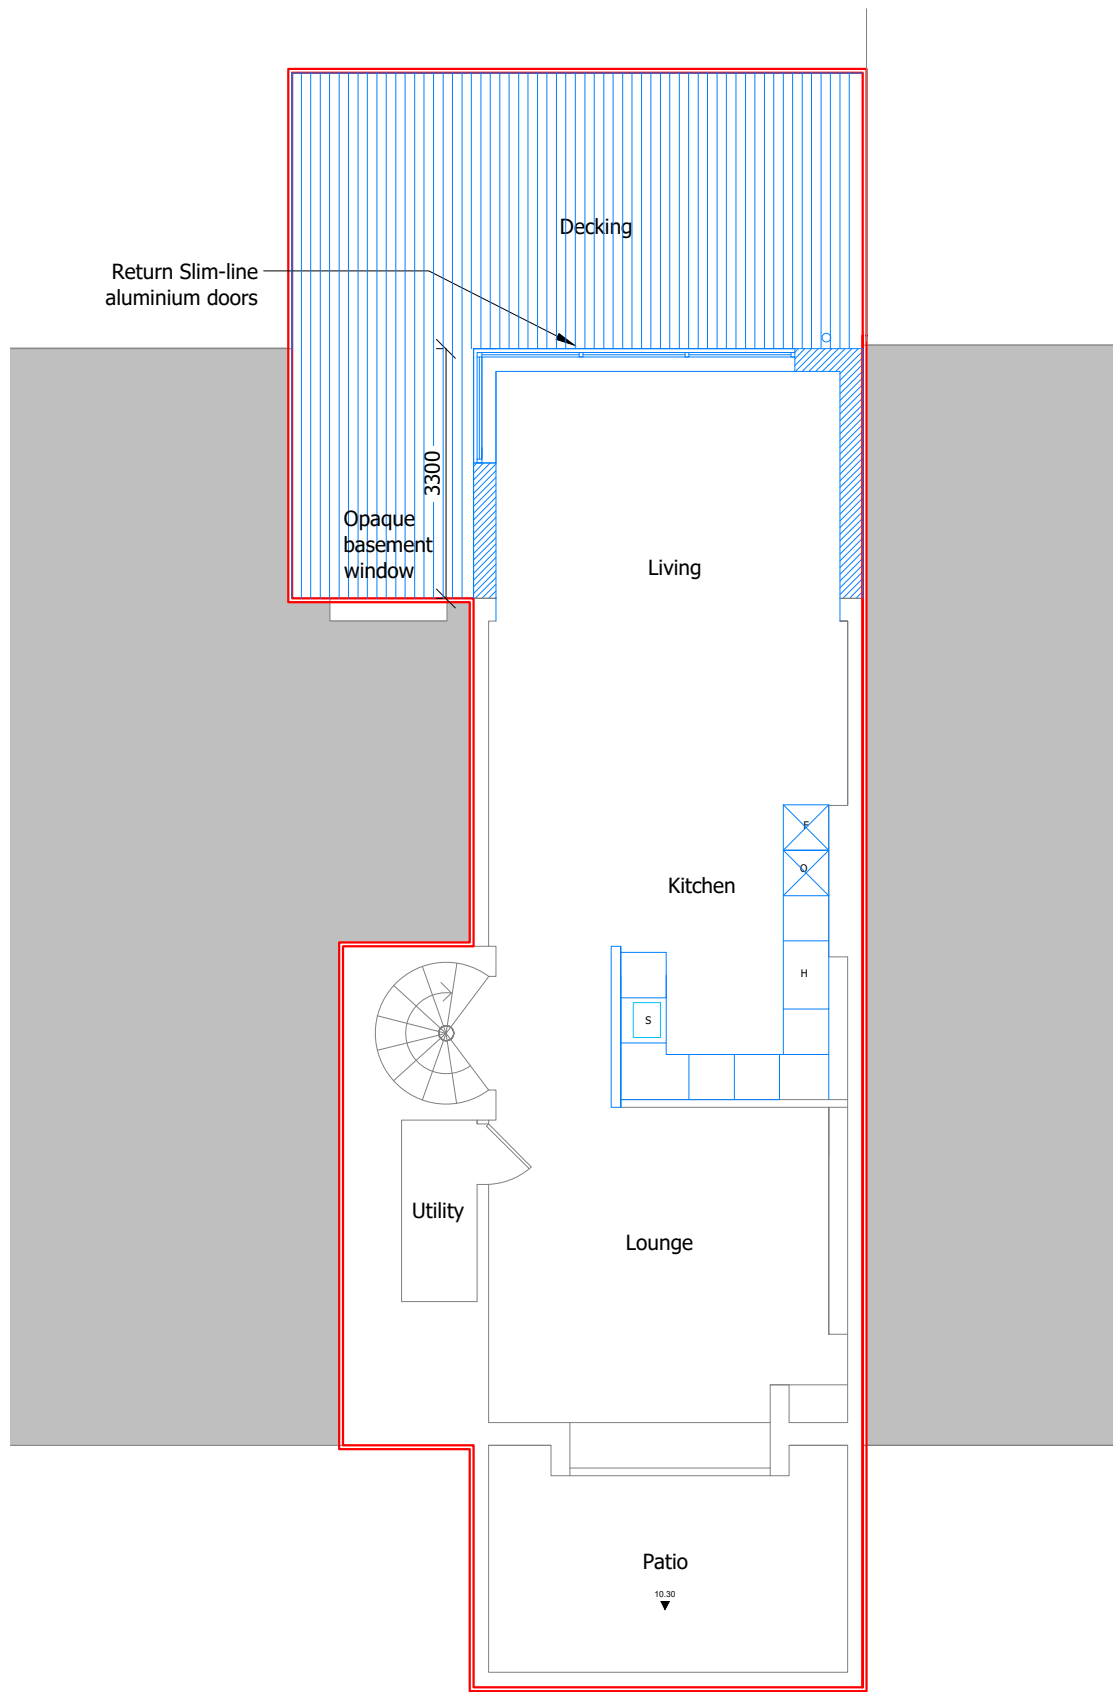 Decking
Return Slim-line
aluminium doors
3300
Opaque
basement
window
Living
F
O
Kitchen
H
S
Utility
Lounge
Patio
10.30